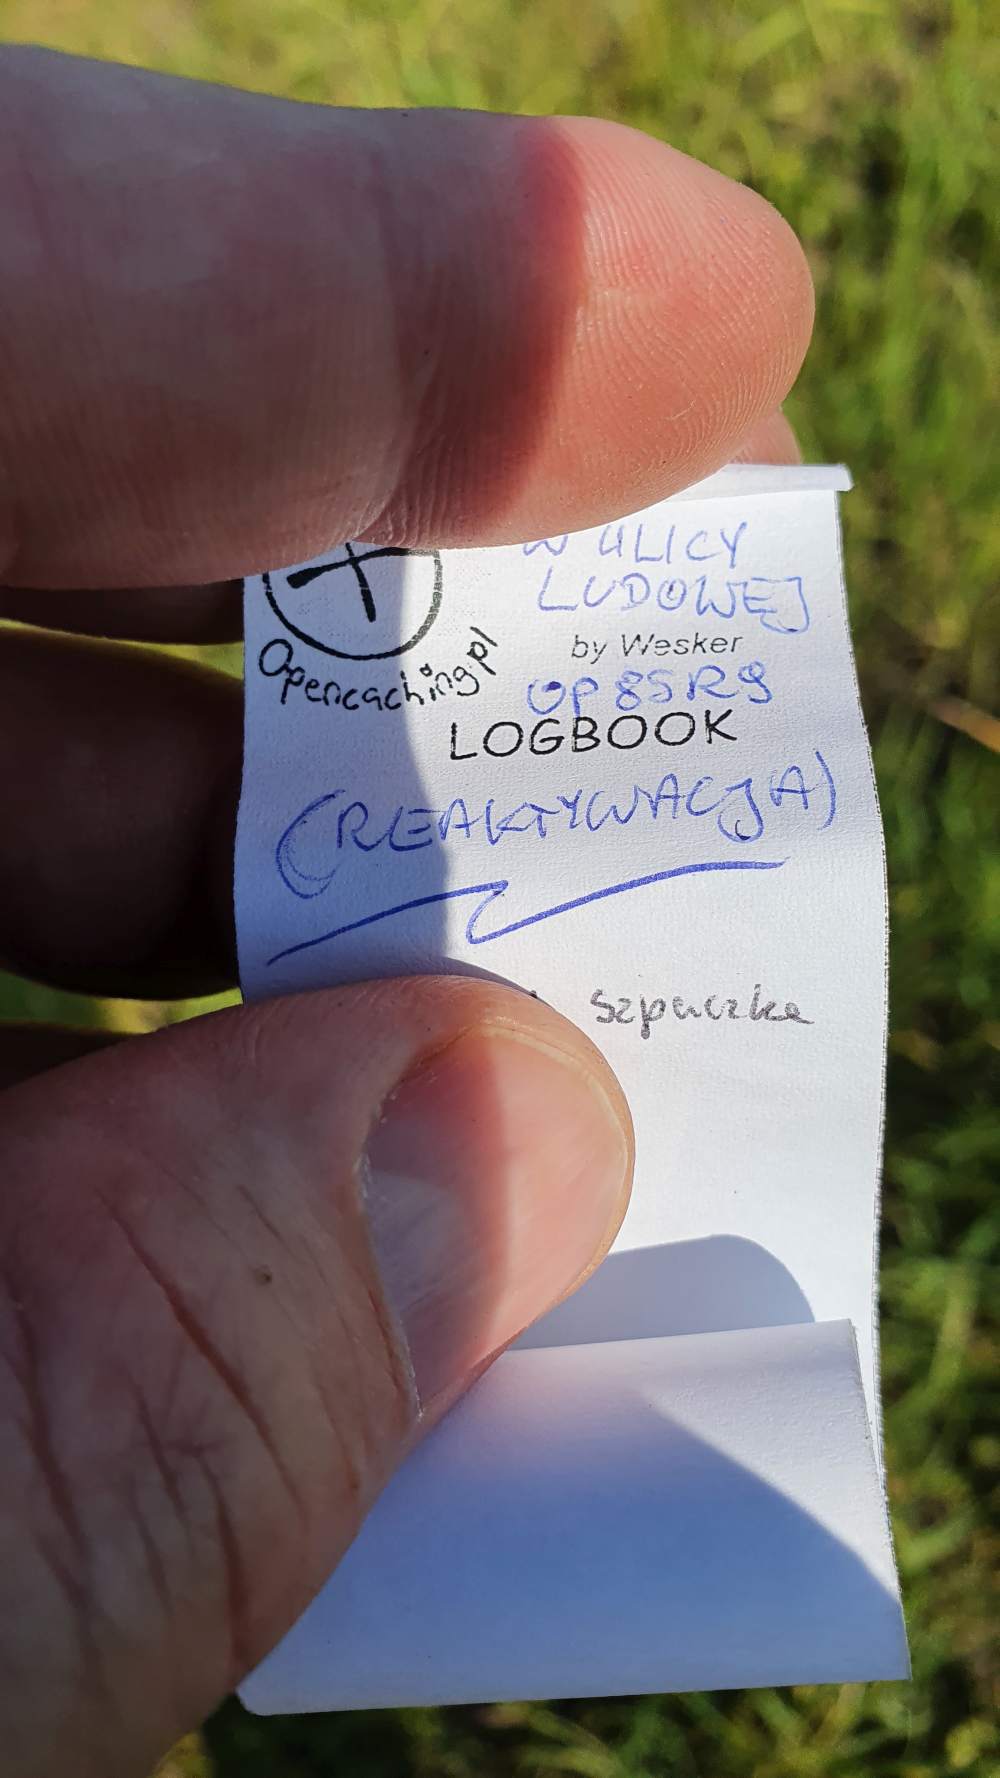 W ULICY
LUDOWEJ
by Wesker
Opencaching.pl
OP85R9
LOGBOOK
(REAKTYWACJA)
Szpuczka